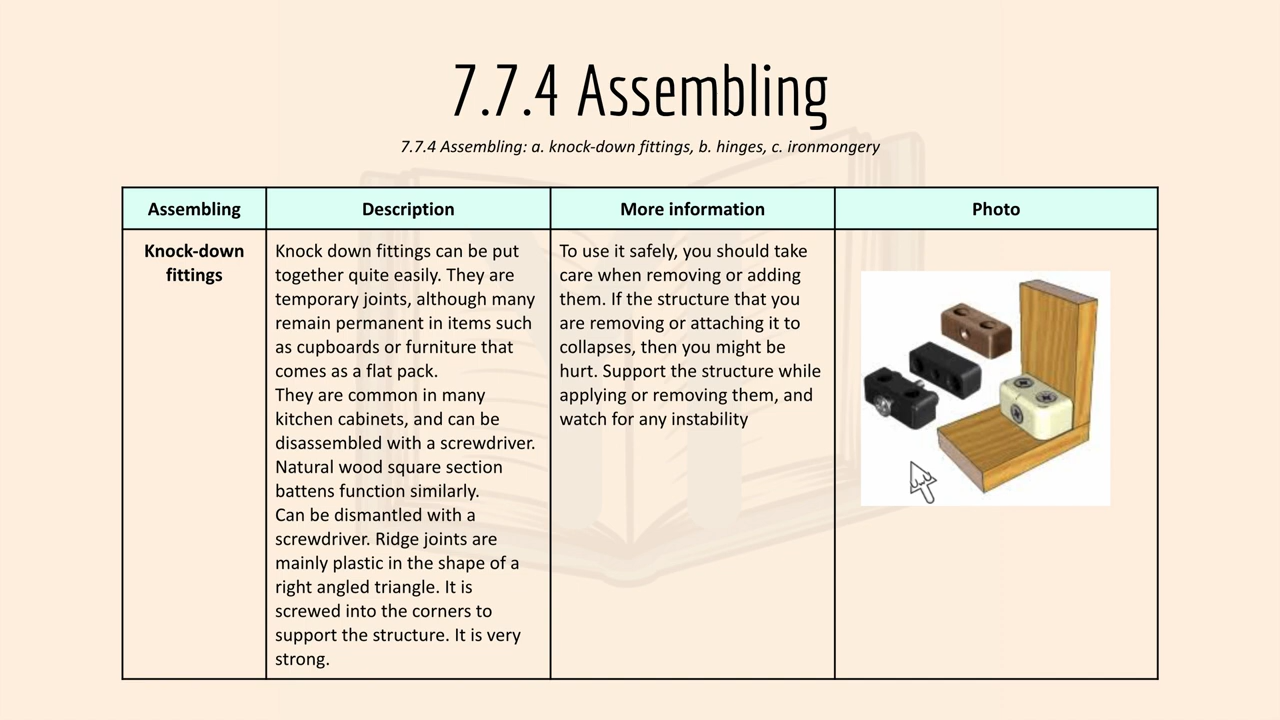 7.7.4 Assembling
7.7.4 Assembling: a. knock-down fittings, b. hinges, c. ironmongery
Assembling
Description
More information
Photo
Knock-down
fittings
Knock down fittings can be put
together quite easily. They are
temporary joints, although many
remain permanent in items such
as cupboards or furniture that
comes as a flat pack.
They are common in many
kitchen cabinets, and can be
disassembled with a screwdriver.
Natural wood square section
battens function similarly.
Can be dismantled with a
screwdriver. Ridge joints are
mainly plastic in the shape of a
right angled triangle. It is
screwed into the corners to
support the structure. It is very
strong.
To use it safely, you should take
care when removing or adding
them. If the structure that you
are removing or attaching it to
collapses, then you might be
hurt. Support the structure while
applying or removing them, and
watch for any instability